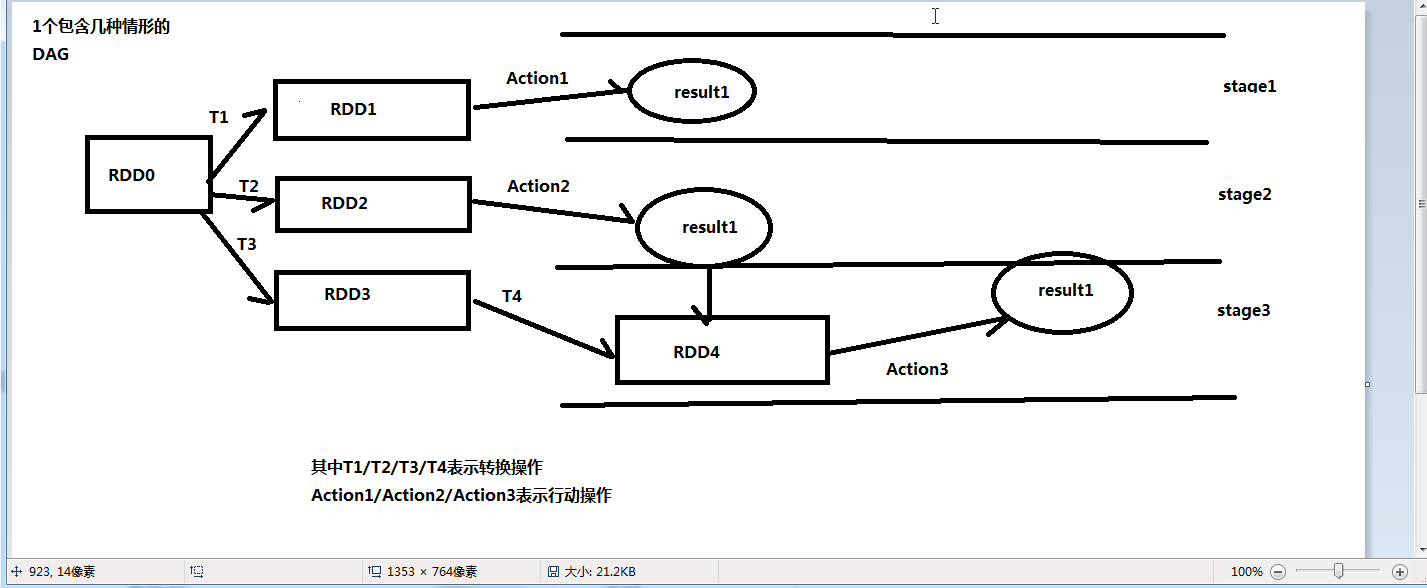 1个包含几种情形的
DAG
Action1
result1
stage1
T1
RDD1
RDD0
T2
RDD2
Action2
result1
stage2
T3
RDD3
T4
RDD4
result1
stage3
Action3
其中T1/T2/T3/T4表示转换操作
Action1/Action2/Action3表示行动操作
923, 14像素
1353 × 764像素
大小: 21.2KB
100%